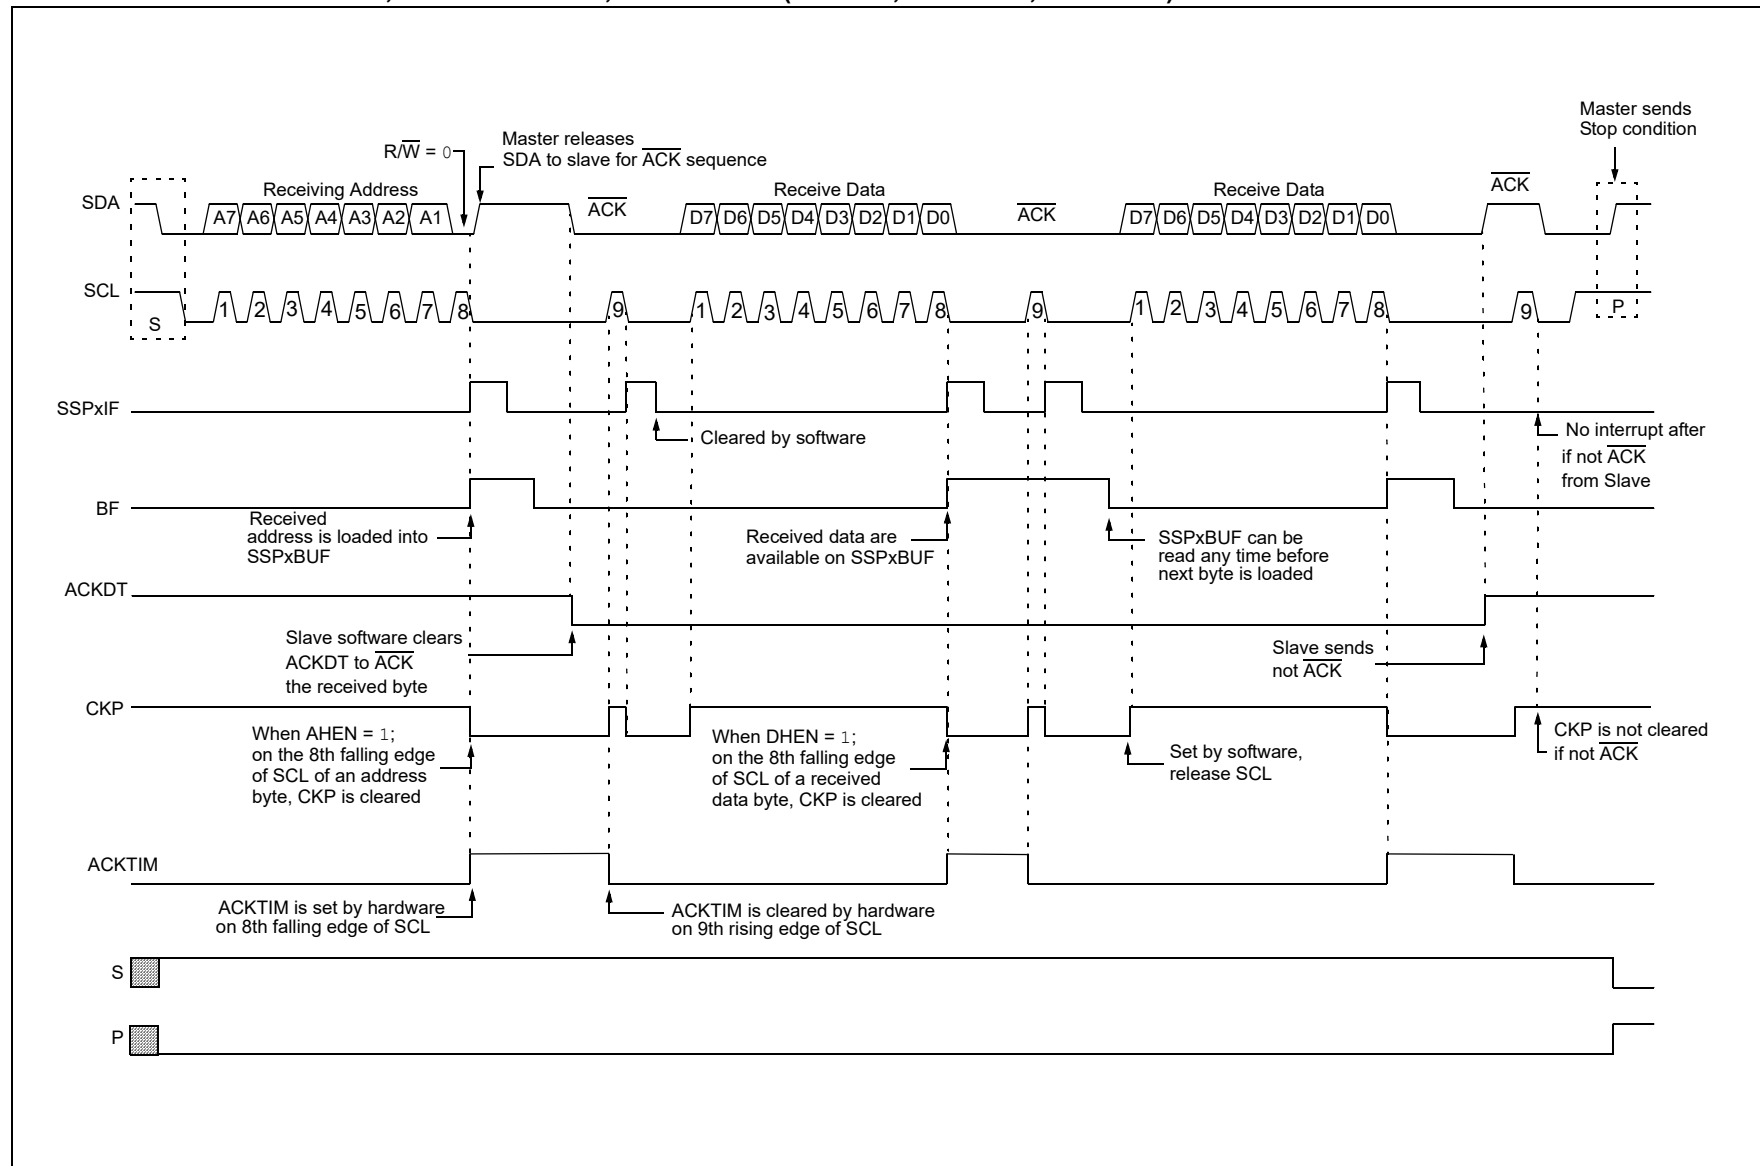 Master sends
Stop condition
R/W = 0
Master releases
SDA to slave for ACK sequence
SDA
Receiving Address
ACK
Receive Data
ACK
Receive Data
ACK
A7 A6 A5 A4 A3 A2 A1
D7 D6 D5 D4 D3 D2 D1 D0
D7 D6 D5 D4 D3 D2 D1 D0
SCL
S
1 2 3 4 5 6 7 8 9
1 2 3 4 5 6 7 8 9
1 2 3 4 5 6 7 8 9
P
SSPxIF
Cleared by software
No interrupt after
if not ACK
from Slave
BF
Received
address is loaded into
SSPxBUF
Received data are
available on SSPxBUF
SSPxBUF can be
read any time before
next byte is loaded
ACKDT
Slave software clears
ACKDT to ACK
the received byte
Slave sends
not ACK
CKP
When AHEN = 1;
on the 8th falling edge
of SCL of an address
byte, CKP is cleared
When DHEN = 1;
on the 8th falling edge
of SCL of a received
data byte, CKP is cleared
Set by software,
release SCL
CKP is not cleared
if not ACK
ACKTIM
ACKTIM is set by hardware
on 8th falling edge of SCL
ACKTIM is cleared by hardware
on 9th rising edge of SCL
S
P